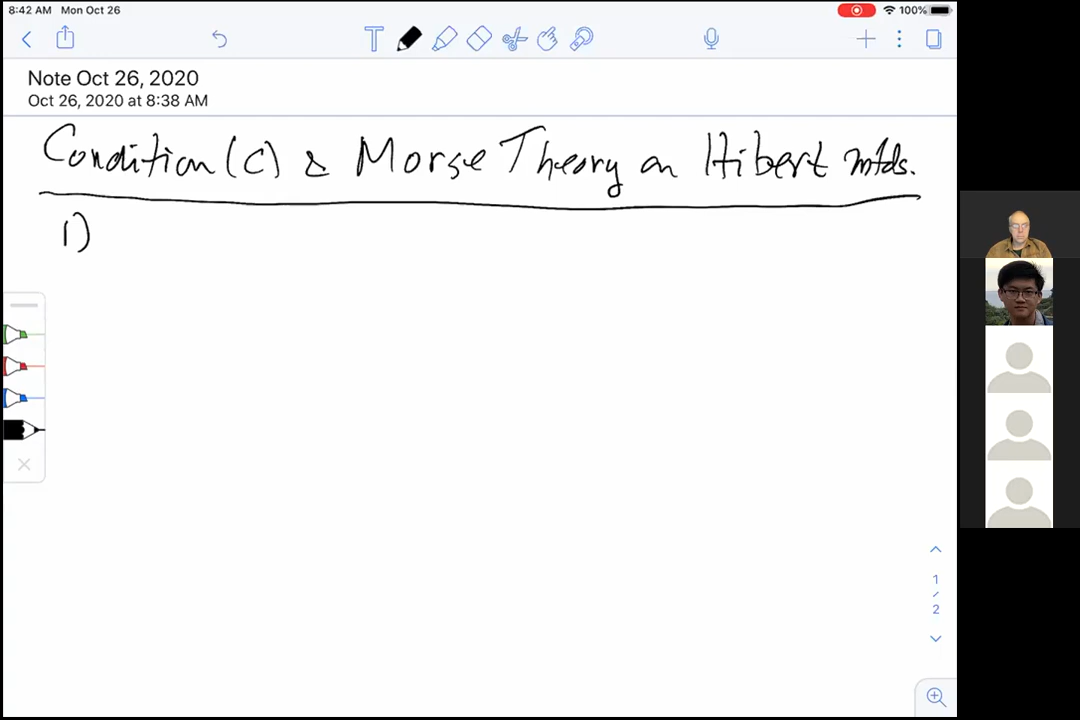 8:42 AM Mon Oct 26
100%
Note Oct 26, 2020
Oct 26, 2020 at 8:38 AM
Condition (C) & Morse Theory on Hibert mfds.
1)
1
2